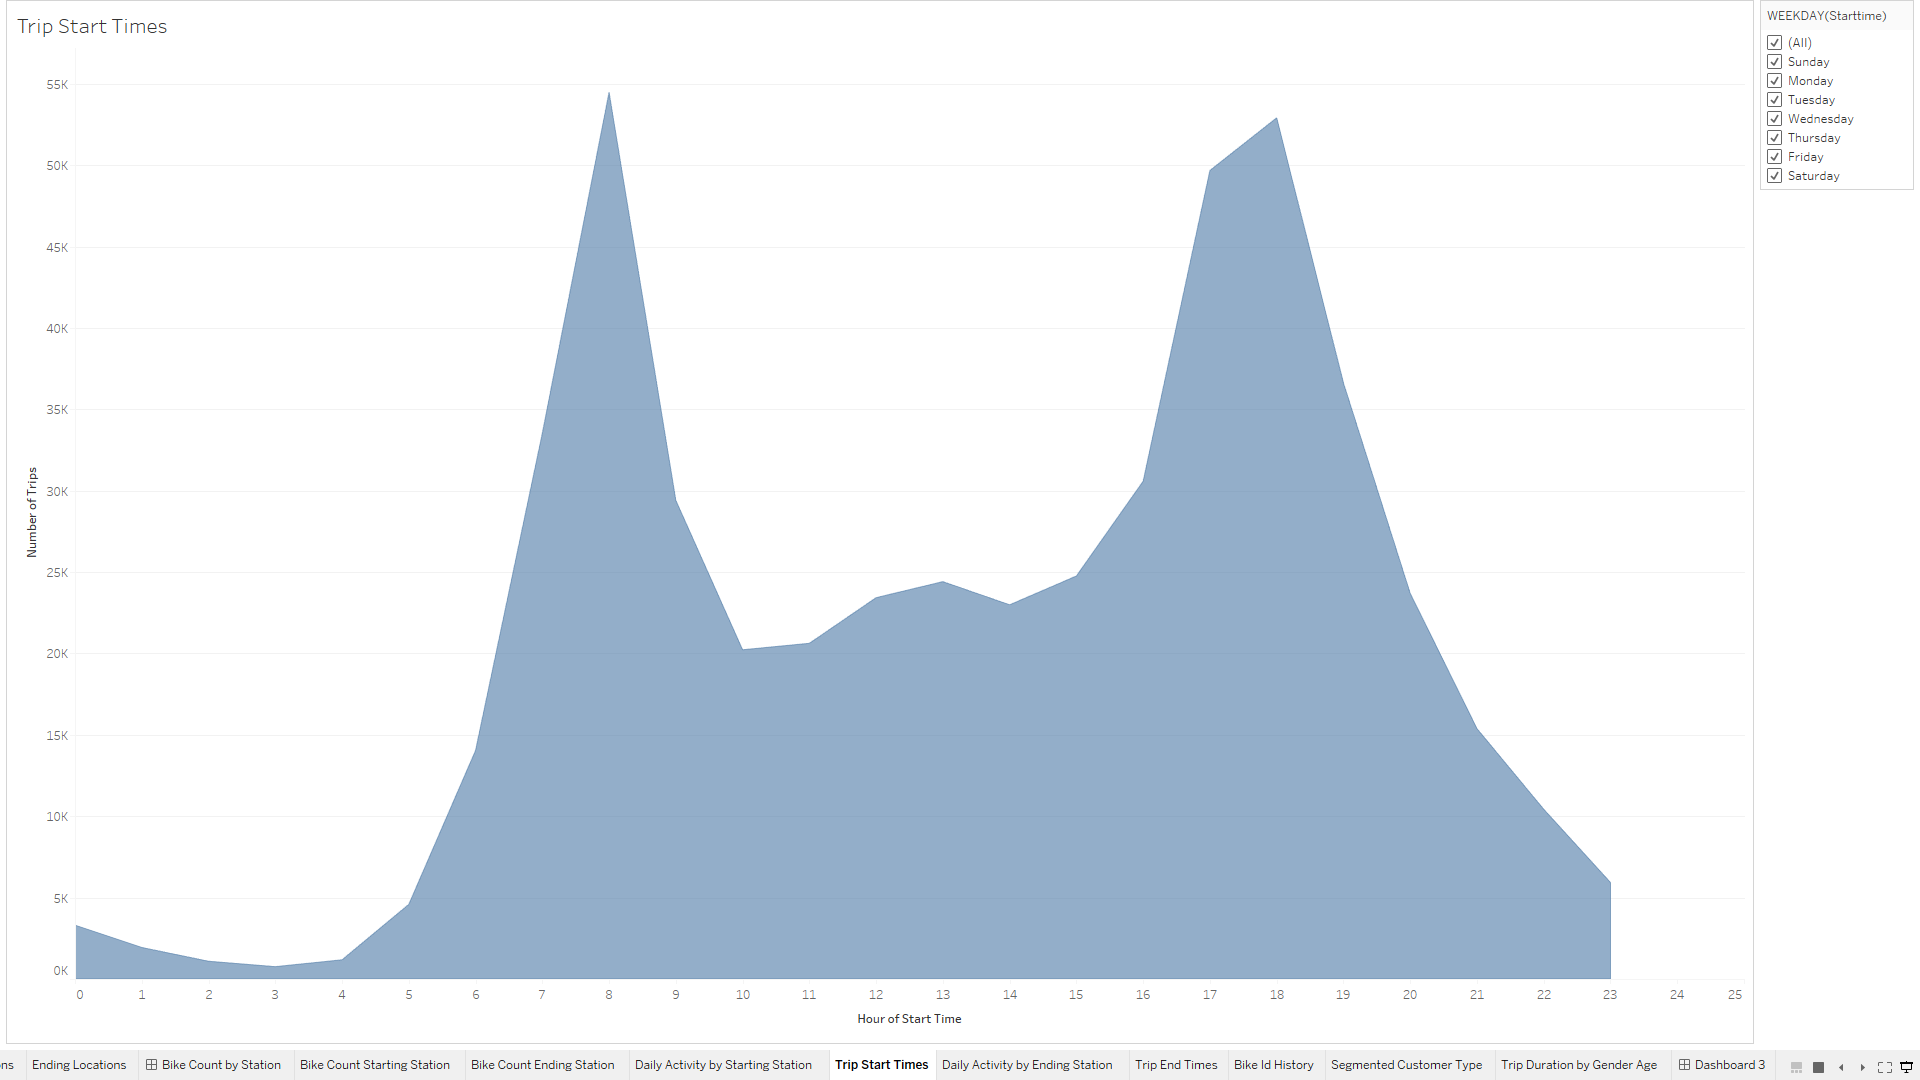 Trip Start Times
WEEKDAY(Starttime)
(All)
Sunday
Monday
Tuesday
Wednesday
Thursday
Friday
Saturday
55K
50K
45K
40K
35K
30K
25K
20K
15K
10K
5K
0K
Number of Trips
0 1 2 3 4 5 6 7 8 9 10 11 12 13 14 15 16 17 18 19 20 21 22 23 24 25
Hour of Start Time
ns Ending Locations Bike Count by Station Bike Count Starting Station Bike Count Ending Station Daily Activity by Starting Station Trip Start Times Daily Activity by Ending Station Trip End Times Bike Id History Segmented Customer Type Trip Duration by Gender Age Dashboard 3